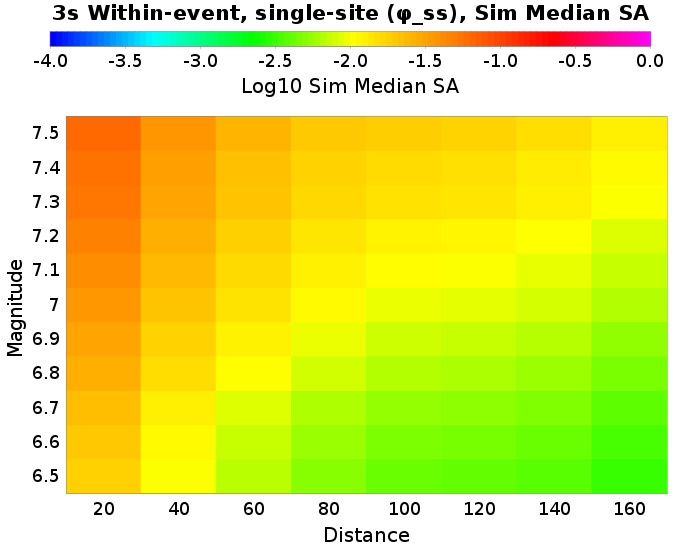 3s Within-event, single-site (φ_ss), Sim Median SA
-4.0 -3.5 -3.0 -2.5 -2.0 -1.5 -1.0 -0.5 0.0
Log10 Sim Median SA
7.5
7.4
7.3
7.2
7.1
7
6.9
6.8
6.7
6.6
6.5
Magnitude
20 40 60 80 100 120 140 160
Distance